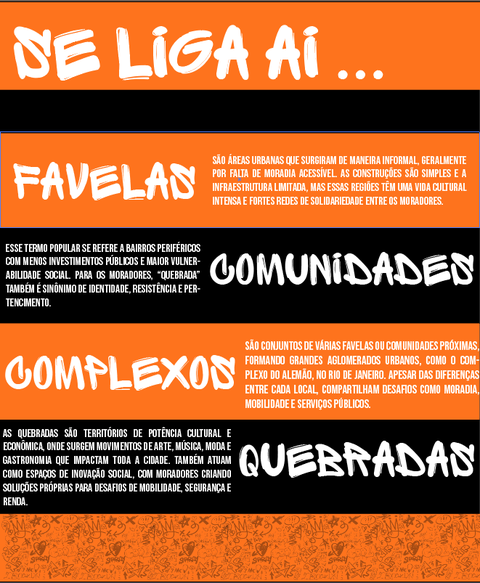 SE LIGA AÍ ...
FAVELAS
SÃO ÁREAS URBANAS QUE SURGIRAM DE MANEIRA INFORMAL, GERALMENTE
POR FALTA DE MORADIA ACESSÍVEL. AS CONSTRUÇÕES SÃO SIMPLES E A
INFRAESTRUTURA LIMITADA, MAS ESSAS REGIÕES TÊM UMA VIDA CULTURAL
INTENSA E FORTES REDES DE SOLIDARIEDADE ENTRE OS MORADORES.
ESSE TERMO POPULAR SE REFERE A BAIRROS PERIFÉRICOS
COM MENOS INVESTIMENTOS PÚBLICOS E MAIOR VULNER-
ABILIDADE SOCIAL. PARA OS MORADORES, “QUEBRADA”
TAMBÉM É SINÔNIMO DE IDENTIDADE, RESISTÊNCIA E PER-
TENCIMENTO.
COMUNIDADES
COMPLEXOS
SÃO CONJUNTOS DE VÁRIAS FAVELAS OU COMUNIDADES PRÓXIMAS,
FORMANDO GRANDES AGLOMERADOS URBANOS, COMO O COM-
PLEXO DO ALEMÃO, NO RIO DE JANEIRO. APESAR DAS DIFERENÇAS
ENTRE CADA LOCAL, COMPARTILHAM DESAFIOS COMO MORADIA,
MOBILIDADE E SERVIÇOS PÚBLICOS.
AS QUEBRADAS SÃO TERRITÓRIOS DE POTÊNCIA CULTURAL E
ECONÔMICA, ONDE SURGEM MOVIMENTOS DE ARTE, MÚSICA, MODA E
GASTRONOMIA QUE IMPACTAM TODA A CIDADE. TAMBÉM ATUAM
COMO ESPAÇOS DE INOVAÇÃO SOCIAL, COM MORADORES CRIANDO
SOLUÇÕES PRÓPRIAS PARA DESAFIOS DE MOBILIDADE, SEGURANÇA E
RENDA.
QUEBRADAS